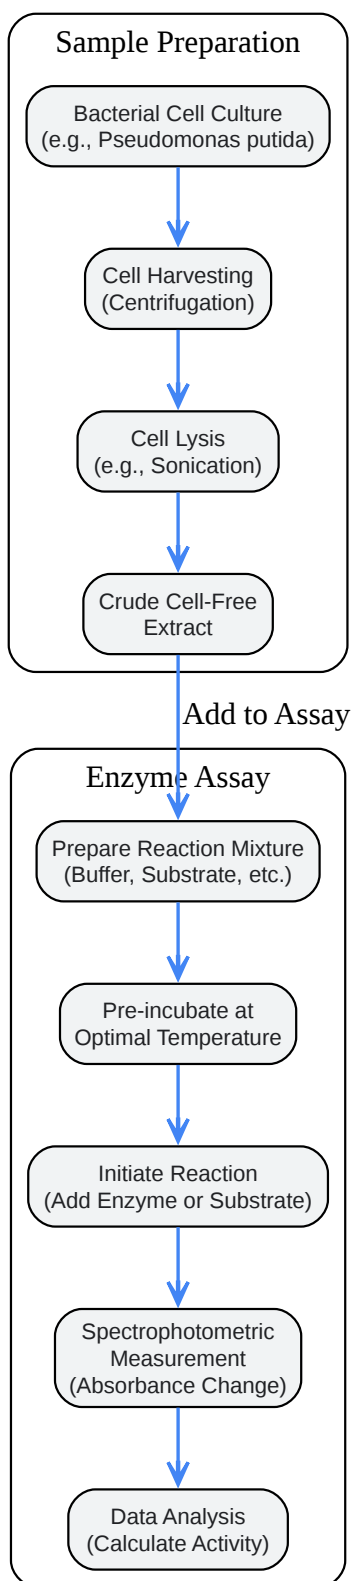 Sample Preparation
Bacterial Cell Culture
(e.g., Pseudomonas putida)
Cell Harvesting
(Centrifugation)
Cell Lysis
(e.g., Sonication)
Crude Cell-Free
Extract
Add to Assay
Enzyme Assay
Prepare Reaction Mixture
(Buffer, Substrate, etc.)
Pre-incubate at
Optimal Temperature
Initiate Reaction
(Add Enzyme or Substrate)
Spectrophotometric
Measurement
(Absorbance Change)
Data Analysis
(Calculate Activity)